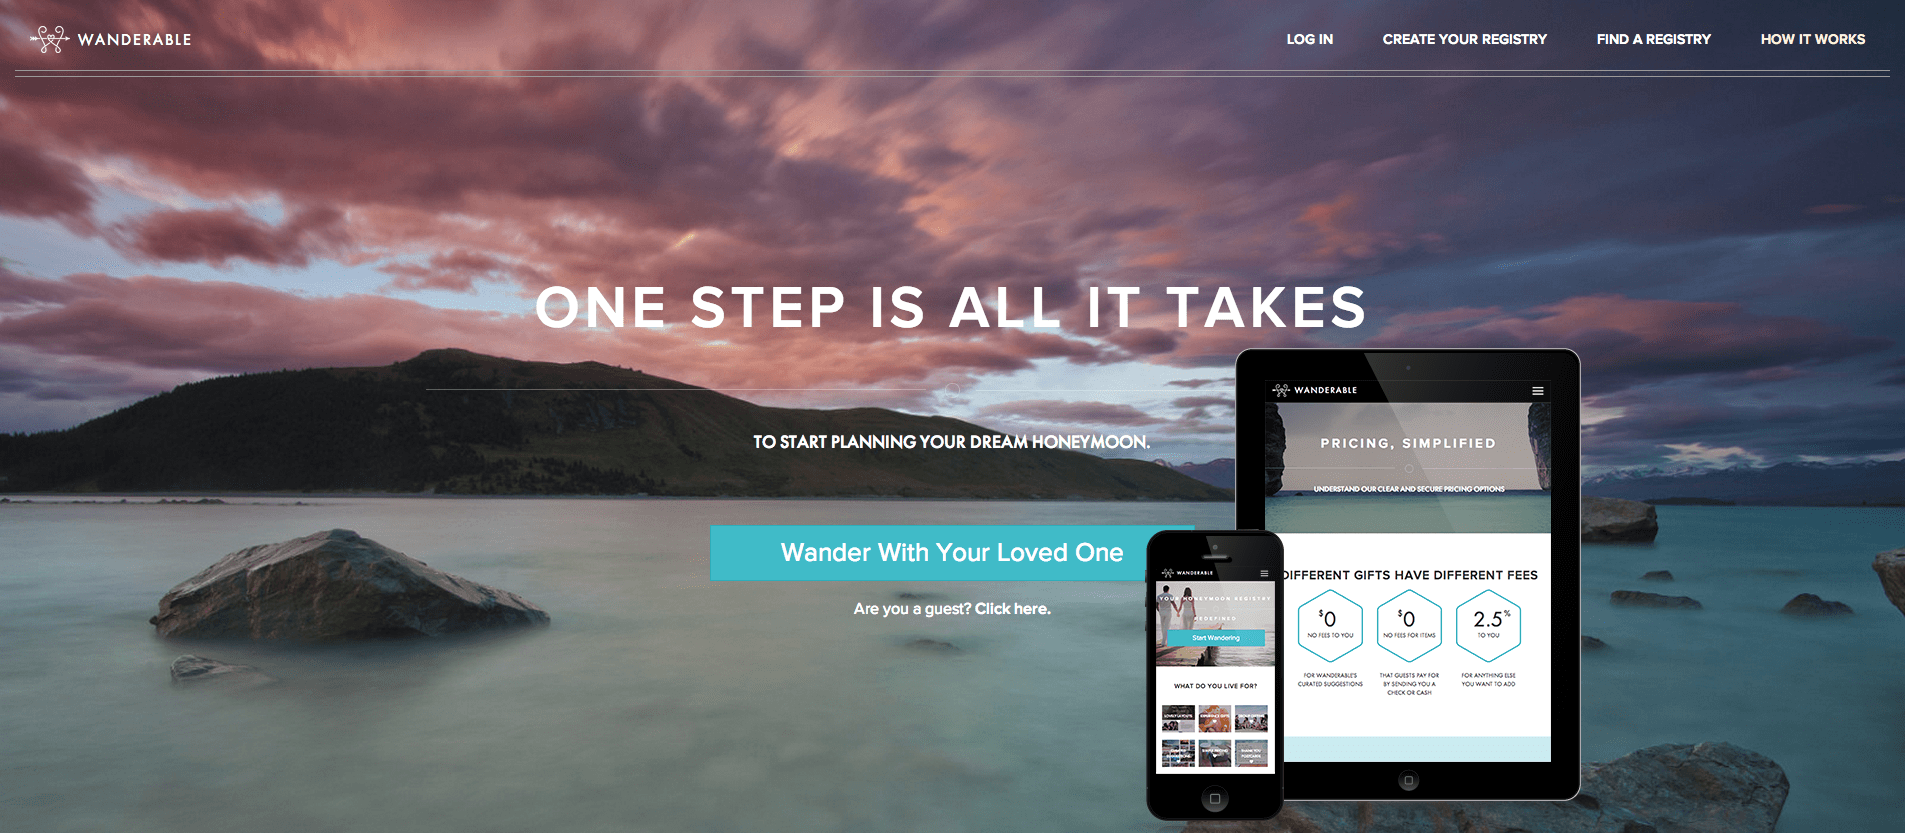 WANDERABLE
LOG IN
CREATE YOUR REGISTRY
FIND A REGISTRY
HOW IT WORKS
ONE STEP IS ALL IT TAKES
TO START PLANNING YOUR DREAM HONEYMOON.
Wander With Your Loved One
Are you a guest? Click here.
WANDERABLE
PRICING, SIMPLIFIED
UNDERSTAND OUR CLEAR AND SECURE PRICING OPTIONS
DIFFERENT GIFTS HAVE DIFFERENT FEES
$0
NO FEES TO YOU
FOR WANDERABLE'S
CURATED SUGGESTIONS
$0
NO FEES FOR ITEMS
THAT GUESTS PAY FOR
BY SENDING YOU A
CHECK OR CASH
2.5%
TO YOU
FOR ANYTHING ELSE
YOU WANT TO ADD
WANDERABLE
YOUR HONEYMOON REGISTRY
REDEFINED
Start Wandering
WHAT DO YOU LIVE FOR?